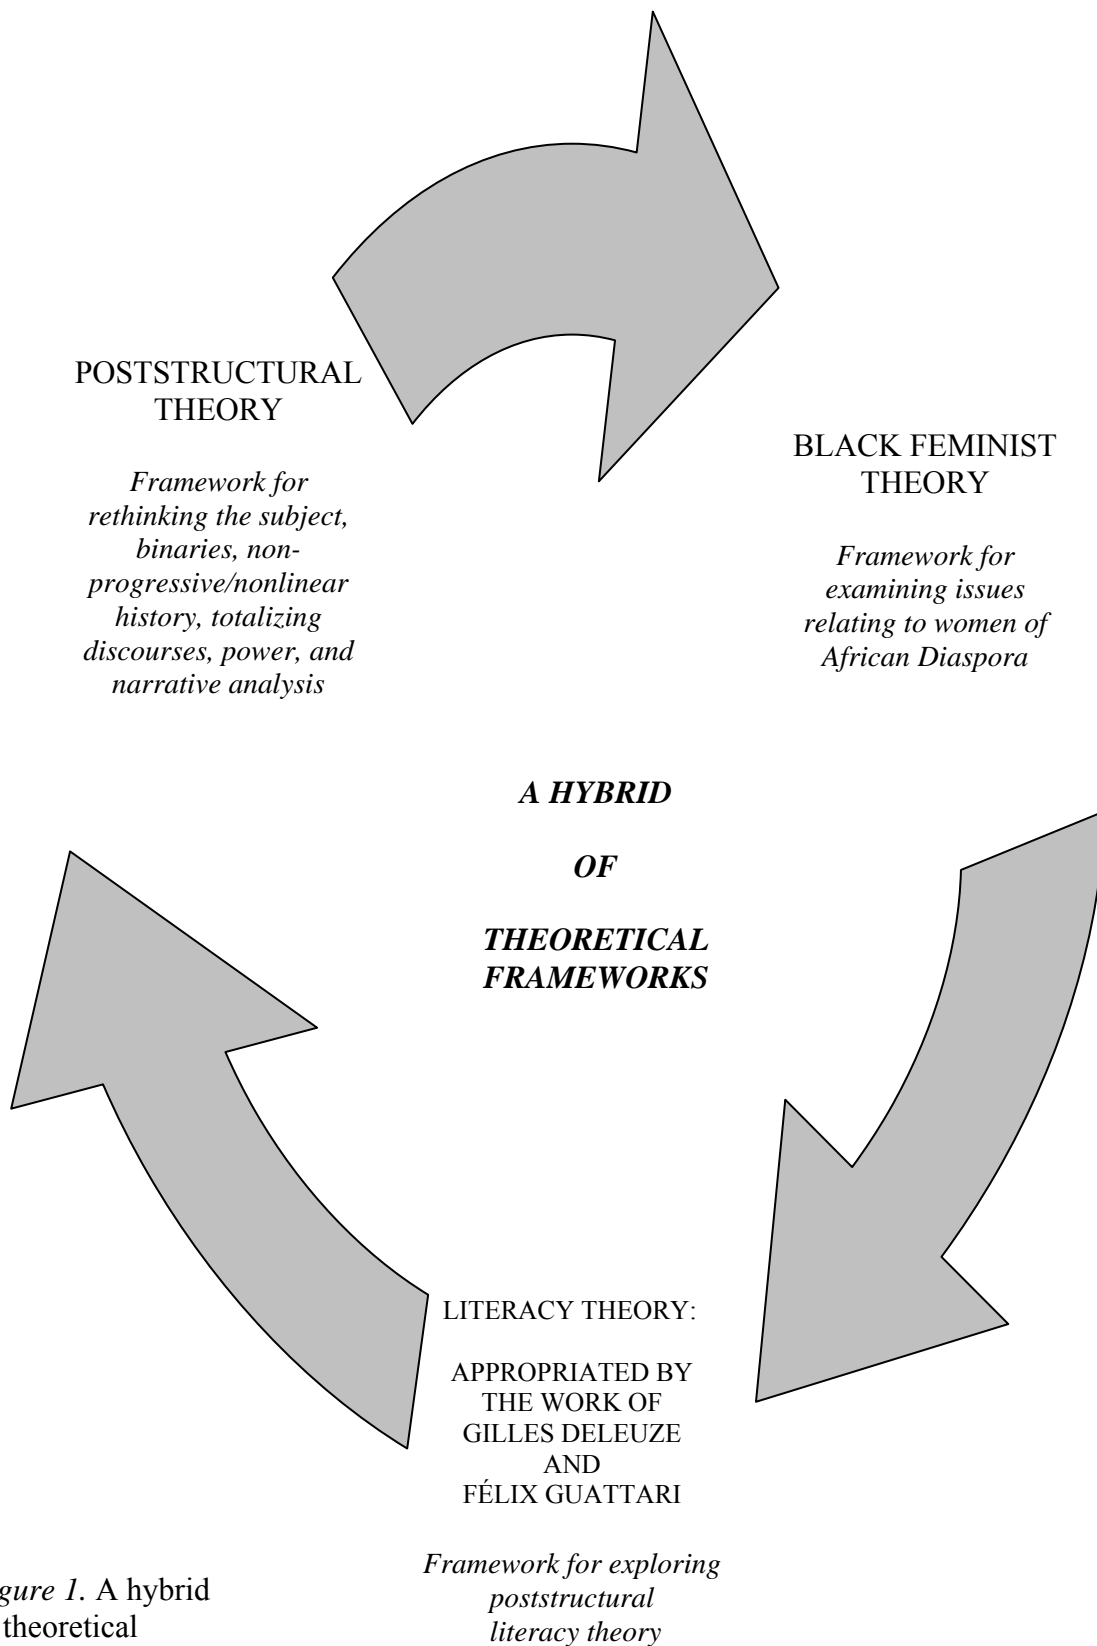 POSTSTRUCTURAL
THEORY
Framework for
rethinking the subject,
binaries, non-
progressive/nonlinear
history, totalizing
discourses, power, and
narrative analysis
BLACK FEMINIST
THEORY
Framework for
examining issues
relating to women of
African Diaspora
A HYBRID
OF
THEORETICAL
FRAMEWORKS
LITERACY THEORY:
APPROPRIATED BY
THE WORK OF
GILLES DELEUZE
AND
FÉLIX GUATTARI
Framework for exploring
poststructural
literacy theory
gure 1. A hybrid
theoretical